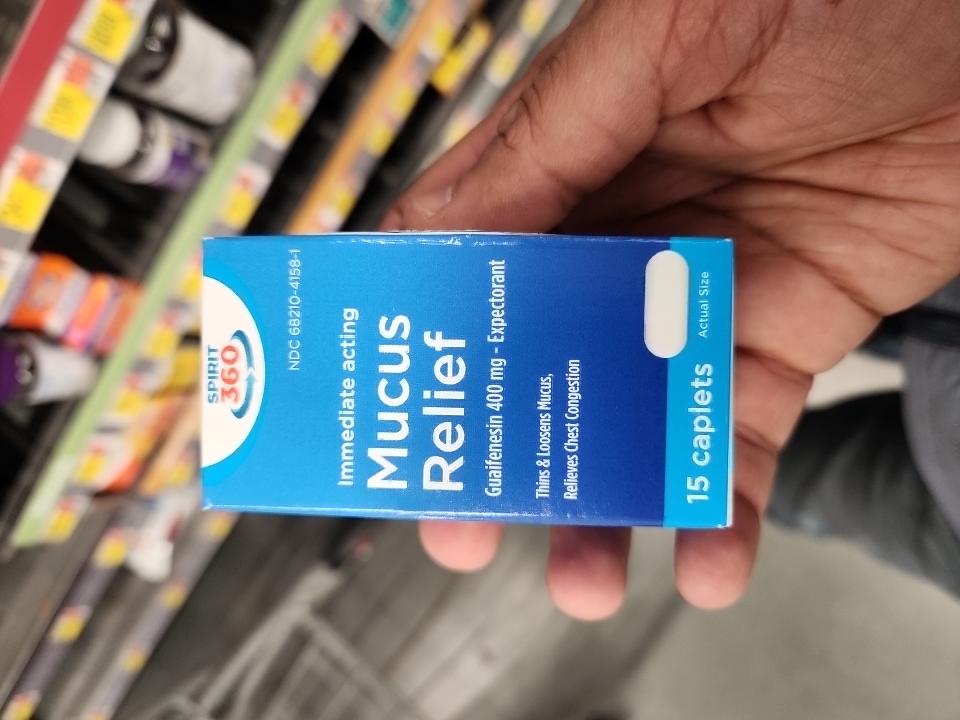 SPIRIT
360
NDC 68210-4158-1
Immediate acting
Mucus
Relief
Guaifenesin 400 mg - Expectorant
Thins & Loosens Mucus,
Relieves Chest Congestion
15 caplets
Actual Size